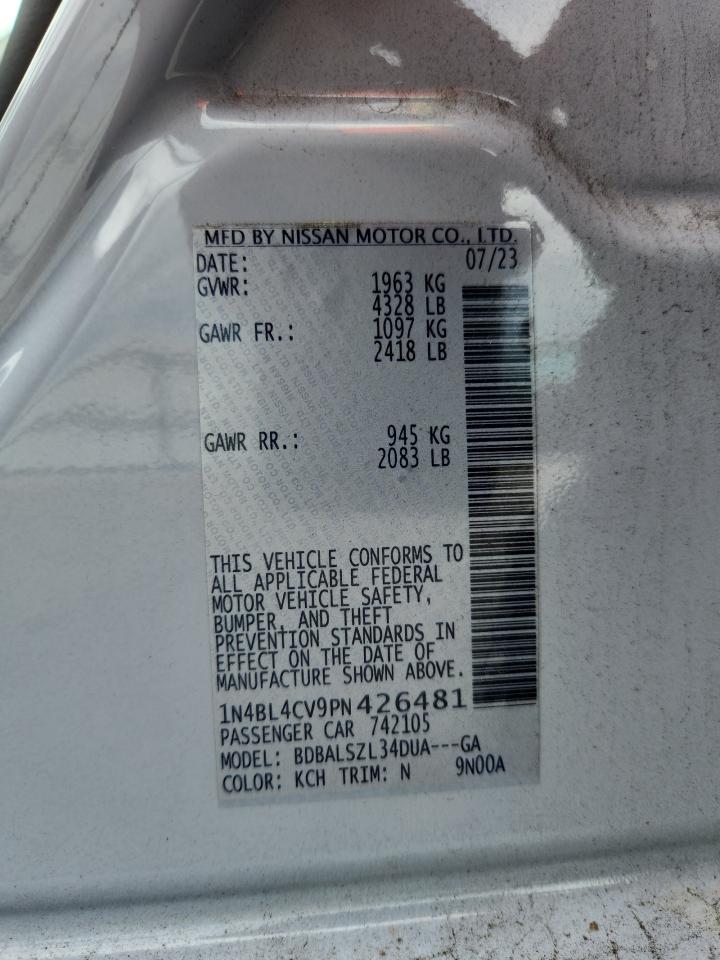 MFD BY NISSAN MOTOR CO., LTD.
DATE: 07/23
GVWR: 1963 KG
4328 LB
GAWR FR.: 1097 KG
2418 LB
GAWR RR.: 945 KG
2083 LB
THIS VEHICLE CONFORMS TO
ALL APPLICABLE FEDERAL
MOTOR VEHICLE SAFETY,
BUMPER, AND THEFT
PREVENTION STANDARDS IN
EFFECT ON THE DATE OF
MANUFACTURE SHOWN ABOVE.
1N4BL4CV9PN426481
PASSENGER CAR 742105
MODEL: BDBALSZL34DUA---GA
COLOR: KCH TRIM: N 9N00A